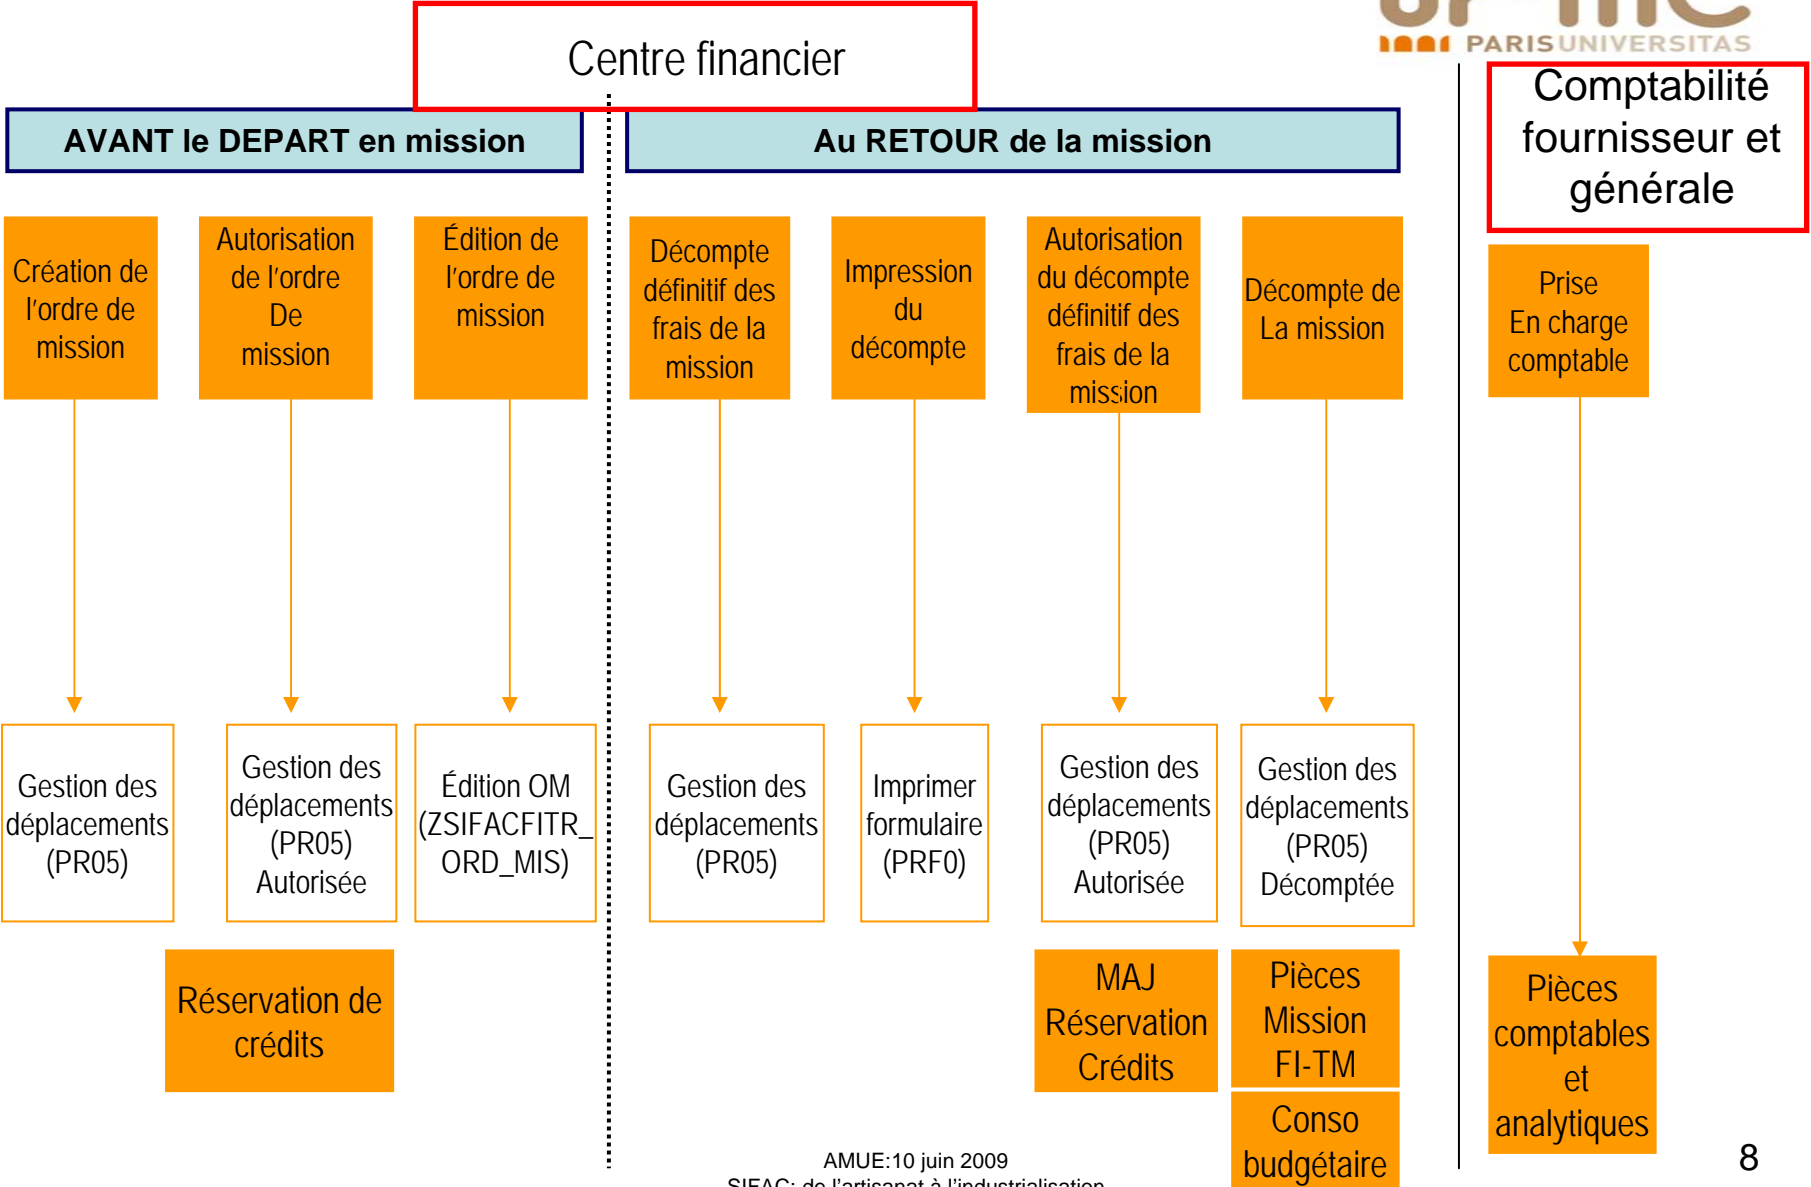 PARISUNIVERSITAS
Centre financier
Comptabilité
fournisseur et
générale
AVANT le DEPART en mission
Au RETOUR de la mission
Création de
l'ordre de
mission
Autorisation
de l'ordre
De
mission
Édition de
l'ordre de
mission
Décompte
définitif des
frais de la
mission
Impression
du
décompte
Autorisation
du décompte
définitif des
frais de la
mission
Décompte de
La mission
Prise
En charge
comptable
Gestion des
déplacements
(PR05)
Gestion des
déplacements
(PR05)
Autorisée
Édition OM
(ZSIFACFITR_
ORD_MIS)
Gestion des
déplacements
(PR05)
Imprimer
formulaire
(PRF0)
Gestion des
déplacements
(PR05)
Autorisée
Gestion des
déplacements
(PR05)
Décomptée
Réservation de
crédits
MAJ
Réservation
Crédits
Pièces
Mission
FI-TM
Conso
budgétaire
Pièces
comptables
et
analytiques
AMUE:10 juin 2009
SIFAC: de l'artisanat à l'industrialisation
8